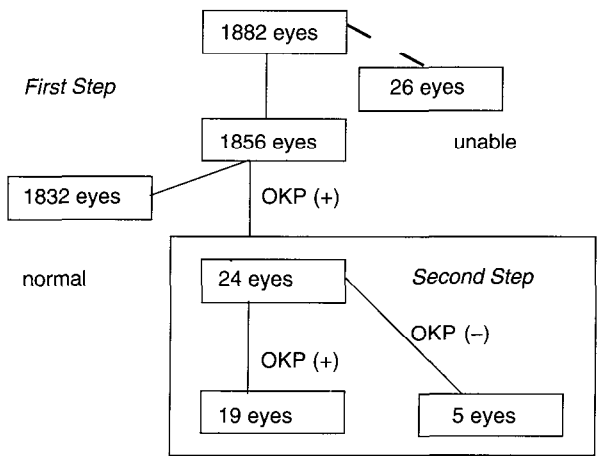 1882 eyes
First Step
26 eyes
1856 eyes
unable
1832 eyes
OKP (+)
normal
24 eyes
Second Step
OKP (−)
OKP (+)
19 eyes
5 eyes